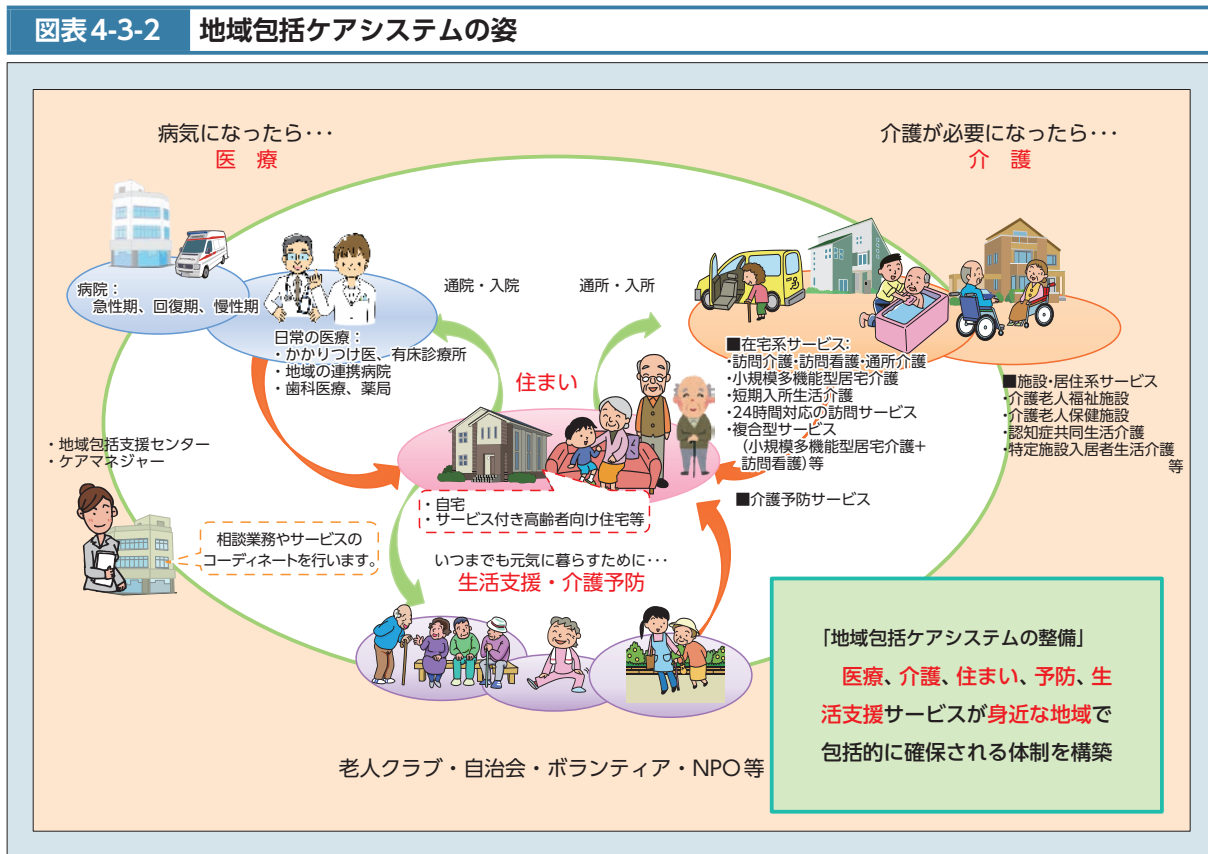 図表4-3-2 地域包括ケアシステムの姿
病気になったら･･･
医 療
介護が必要になったら･･･
介 護
病院：
急性期、回復期、慢性期
日常の医療：
・かかりつけ医、有床診療所
・地域の連携病院
・歯科医療、薬局
通院・入院
通所・入所
住まい
■在宅系サービス:
・訪問介護・訪問看護・通所介護
・小規模多機能型居宅介護
・短期入所生活介護
・24時間対応の訪問サービス
・複合型サービス
（小規模多機能型居宅介護＋
訪問看護）等
■介護予防サービス
■施設・居住系サービス
・介護老人福祉施設
・介護老人保健施設
・認知症共同生活介護
・特定施設入居者生活介護
等
・地域包括支援センター
・ケアマネジャー
相談業務やサービスの
コーディネートを行います。
・自宅
・サービス付き高齢者向け住宅等
いつまでも元気に暮らすために･･･
生活支援・介護予防
老人クラブ・自治会・ボランティア・NPO等
「地域包括ケアシステムの整備」
医療、介護、住まい、予防、生
活支援サービスが身近な地域で
包括的に確保される体制を構築